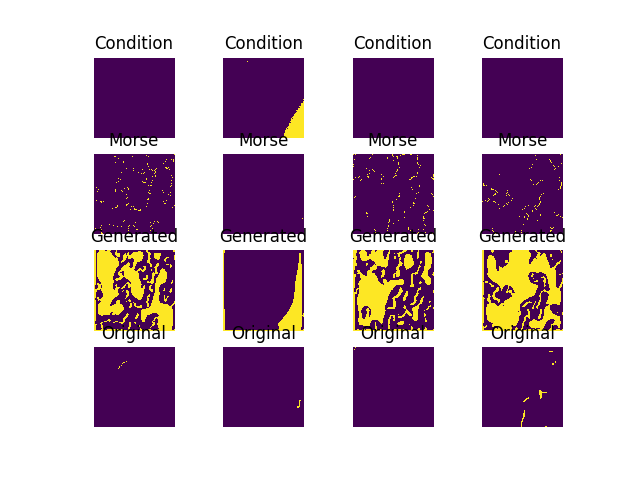 Condition Condition Condition Condition
Morse Morse Morse Morse
Generated Generated Generated Generated
Original Original Original Original